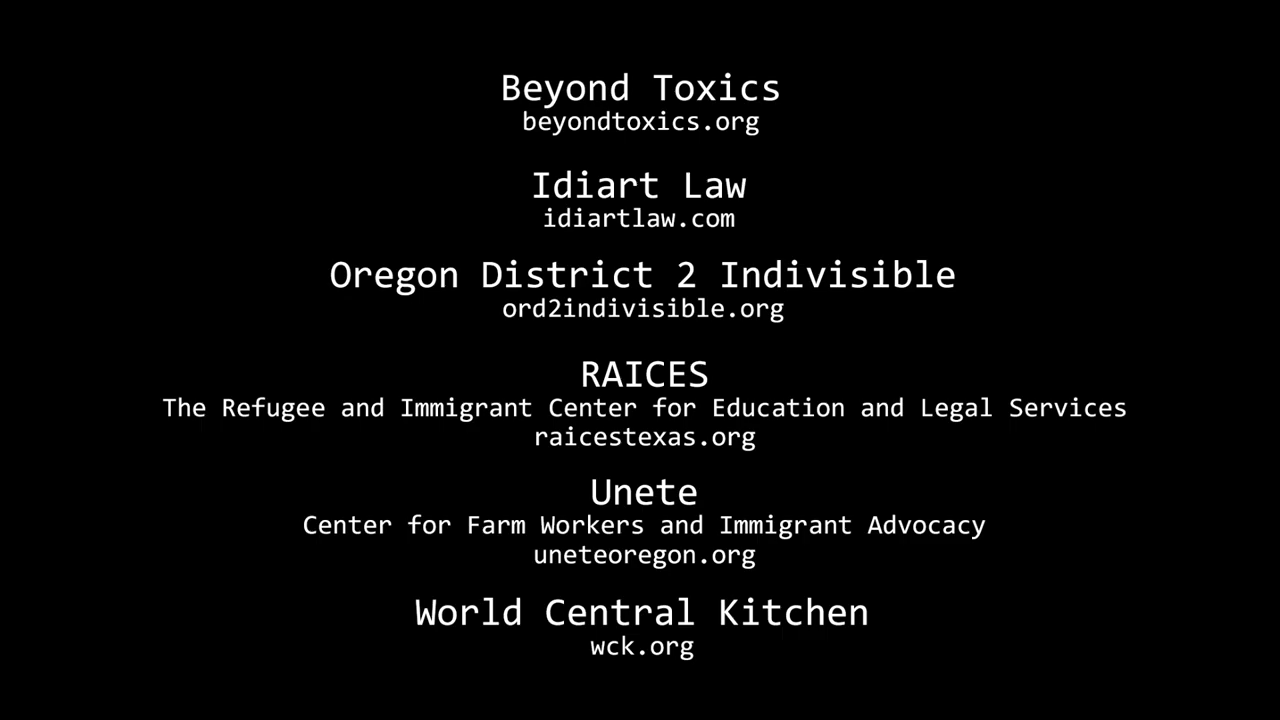 Beyond Toxics
beyondtoxics.org
Idiart Law
idiartlaw.com
Oregon District 2 Indivisible
ord2indivisible.org
RAICES
The Refugee and Immigrant Center for Education and Legal Services
raicestexas.org
Unete
Center for Farm Workers and Immigrant Advocacy
uneteoregon.org
World Central Kitchen
wck.org